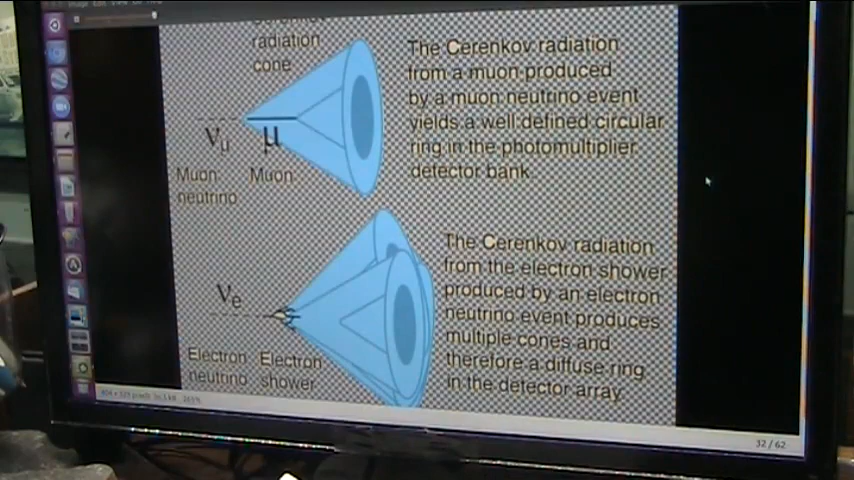 radiation
cone
The Cerenkov radiation
from a muon produced
by a muon neutrino event
yields a well defined circular
ring in the photomultiplier
detector bank.
νμ
μ
Muon
neutrino
Muon
The Cerenkov radiation
from the electron shower
produced by an electron
neutrino event produces
multiple cones and
therefore a diffuse ring
in the detector array.
νe
Electron
neutrino
Electron
shower
32 / 62